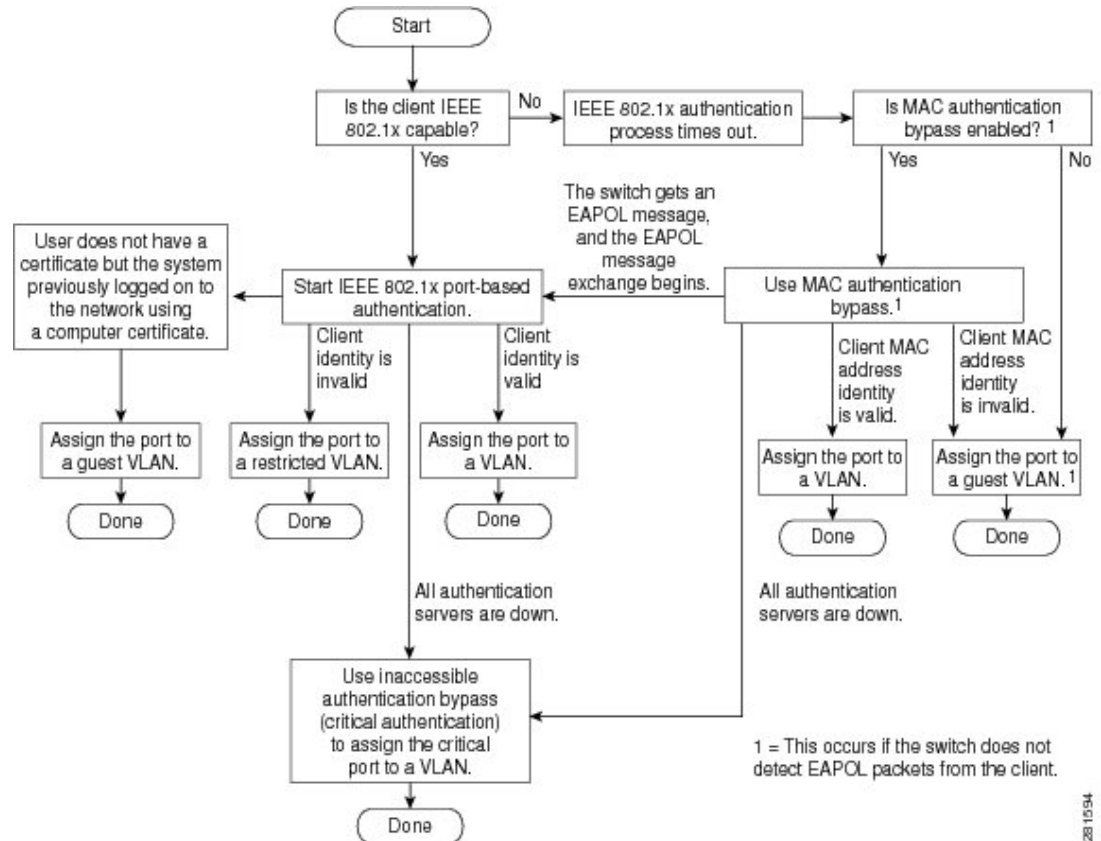 Start
Is the client IEEE
802.1x capable?
No
IEEE 802.1x authentication
process times out.
Is MAC authentication
bypass enabled? 1
Yes
Yes
No
The switch gets an
EAPOL message,
and the EAPOL
message
exchange begins.
User does not have a
certificate but the system
previously logged on to
the network using
a computer certificate.
Start IEEE 802.1x port-based
authentication.
Use MAC authentication
bypass.1
Client
identity is
invalid
Client
identity is
valid
Client MAC
address
identity
is valid.
Client MAC
address
identity
is invalid.
Assign the port to
a guest VLAN.
Assign the port to
a restricted VLAN.
Assign the port to
a VLAN.
Assign the port to
a VLAN.
Assign the port to
a guest VLAN.1
Done
Done
Done
Done
Done
All authentication
servers are down.
All authentication
servers are down.
Use inaccessible
authentication bypass
(critical authentication)
to assign the critical
port to a VLAN.
Done
1 = This occurs if the switch does not
detect EAPOL packets from the client.
281594